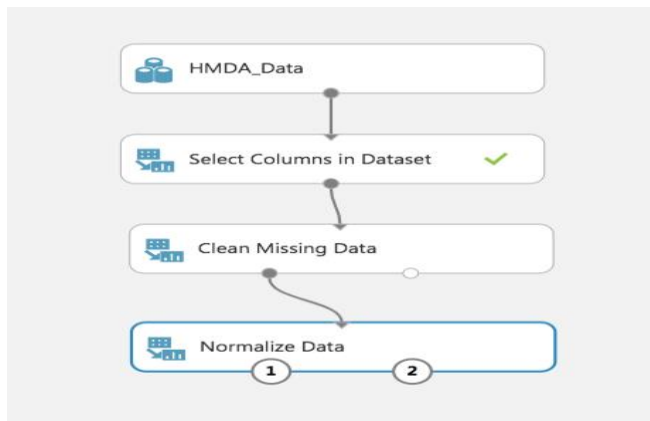 HMDA_Data
Select Columns in Dataset
Clean Missing Data
Normalize Data
1 2